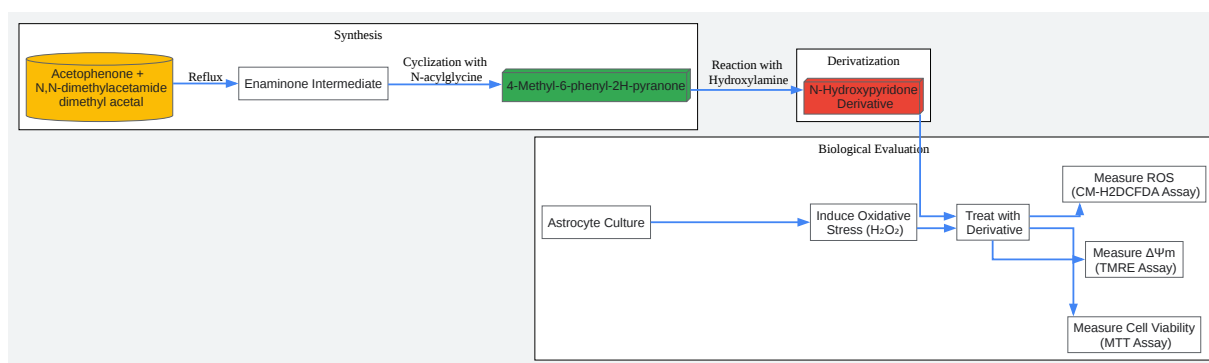 Synthesis
Acetophenone +
N,N-dimethylacetamide
dimethyl acetal
Reflux
Enaminone Intermediate
Cyclization with
N-acylglycine
4-Methyl-6-phenyl-2H-pyranone
Reaction with
Hydroxylamine
Derivatization
N-Hydroxypyridone
Derivative
Biological Evaluation
Astrocyte Culture
Induce Oxidative
Stress (H₂O₂)
Treat with
Derivative
Measure ROS
(CM-H2DCFDA Assay)
Measure ΔΨm
(TMRE Assay)
Measure Cell Viability
(MTT Assay)